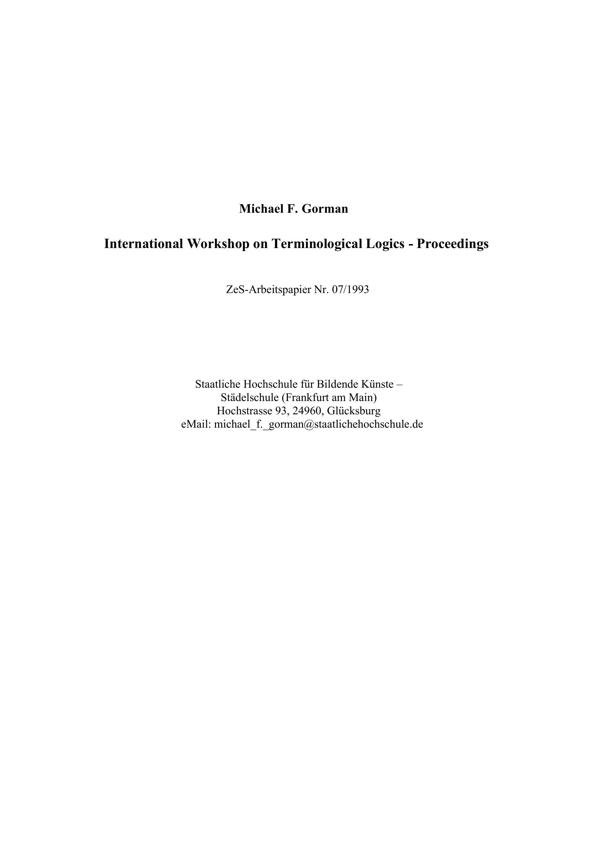 Michael F. Gorman
International Workshop on Terminological Logics - Proceedings
ZeS-Arbeitspapier Nr. 07/1993
Staatliche Hochschule für Bildende Künste –
Städelschule (Frankfurt am Main)
Hochstrasse 93, 24960, Glücksburg
eMail: michael_f._gorman@staatlichehochschule.de